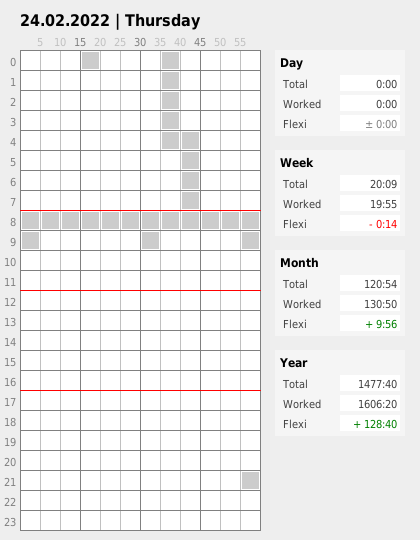 24.02.2022 | Thursday
5 10 15 20 25 30 35 40 45 50 55
0
1
2
3
4
5
6
7
8
9
10
11
12
13
14
15
16
17
18
19
20
21
22
23
Day
Total 0:00
Worked 0:00
Flexi ± 0:00
Week
Total 20:09
Worked 19:55
Flexi - 0:14
Month
Total 120:54
Worked 130:50
Flexi + 9:56
Year
Total 1477:40
Worked 1606:20
Flexi + 128:40